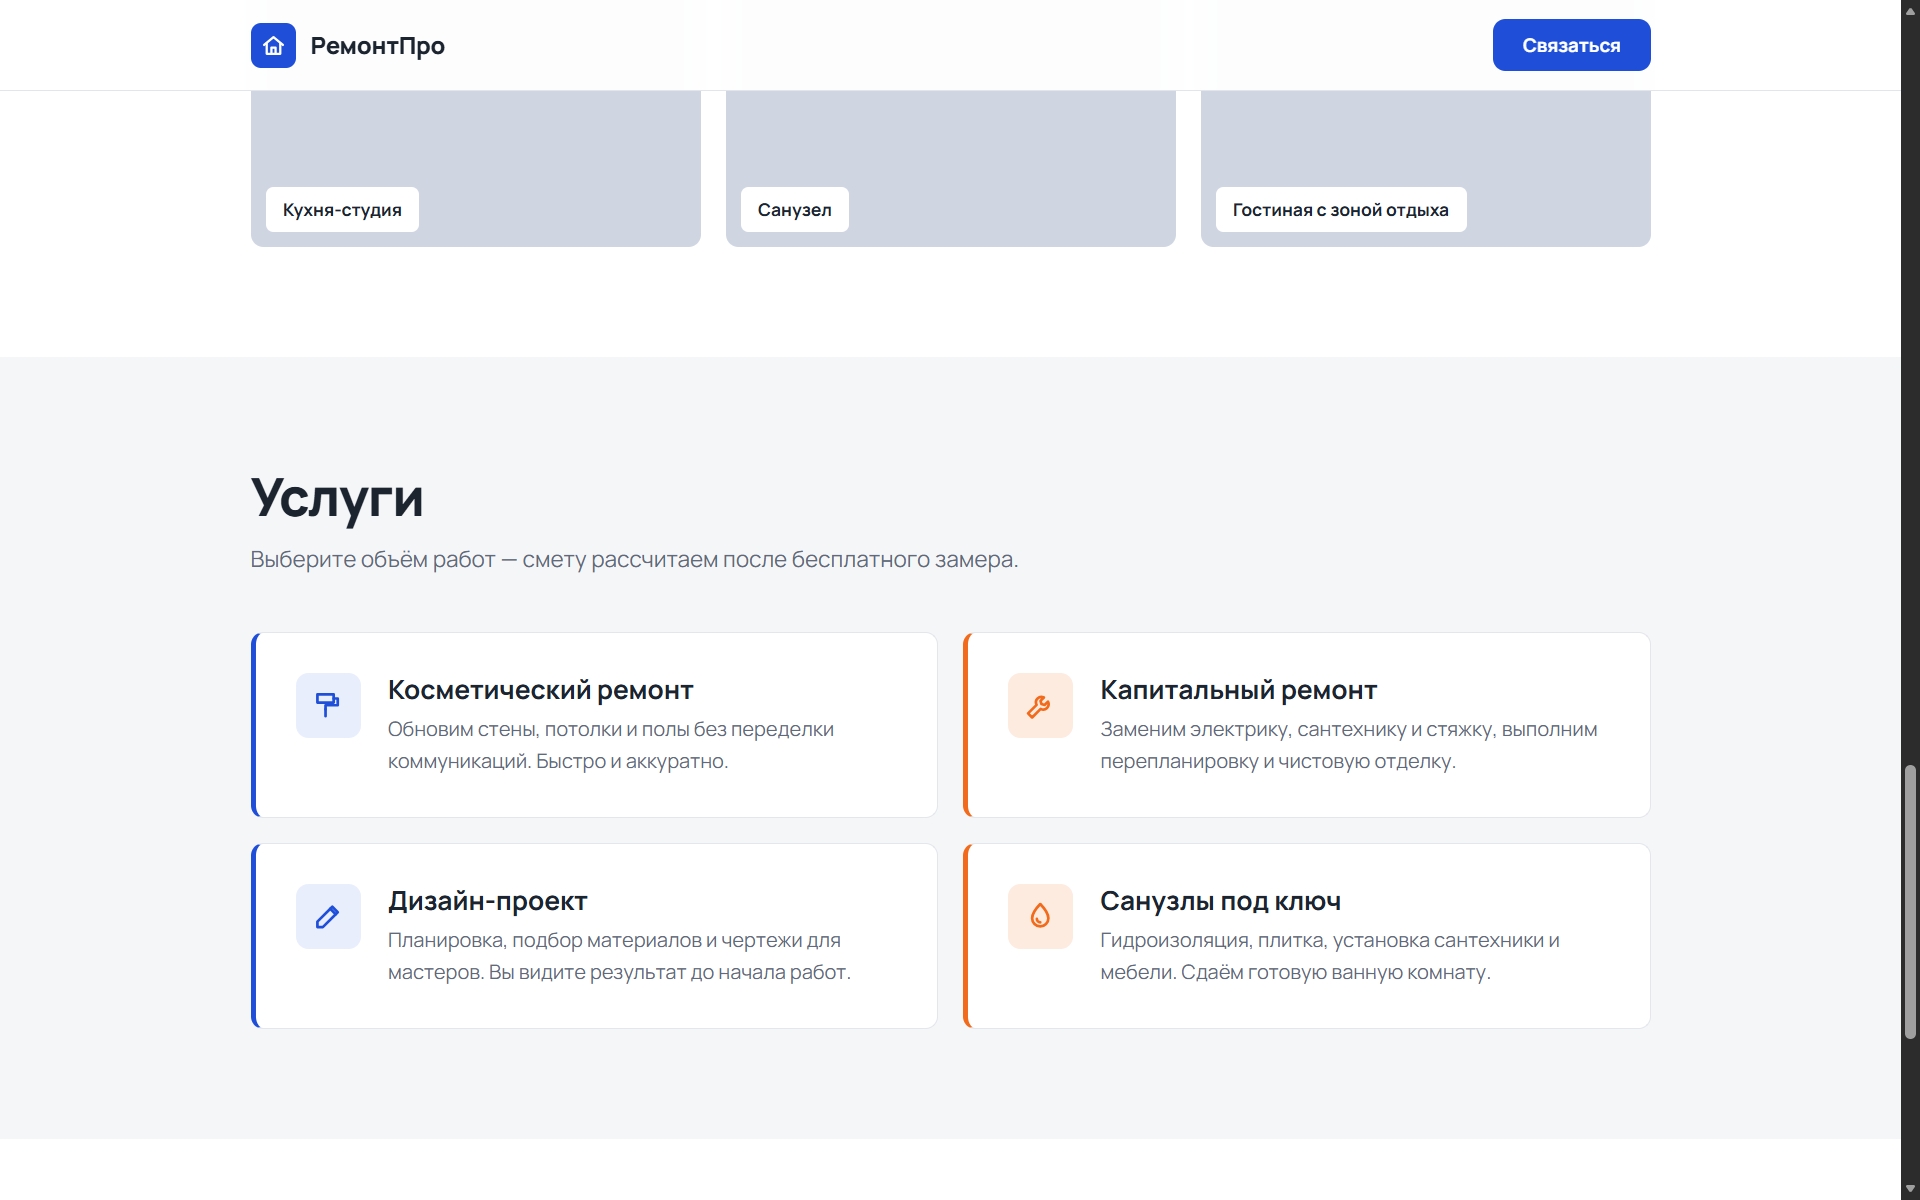 РемонтПро
Связаться
Кухня-студия
Санузел
Гостиная с зоной отдыха
Услуги
Выберите объём работ — смету рассчитаем после бесплатного замера.
Косметический ремонт
Обновим стены, потолки и полы без переделки
коммуникаций. Быстро и аккуратно.
Капитальный ремонт
Заменим электрику, сантехнику и стяжку, выполним
перепланировку и чистовую отделку.
Дизайн-проект
Планировка, подбор материалов и чертежи для
мастеров. Вы видите результат до начала работ.
Санузлы под ключ
Гидроизоляция, плитка, установка сантехники и
мебели. Сдаём готовую ванную комнату.